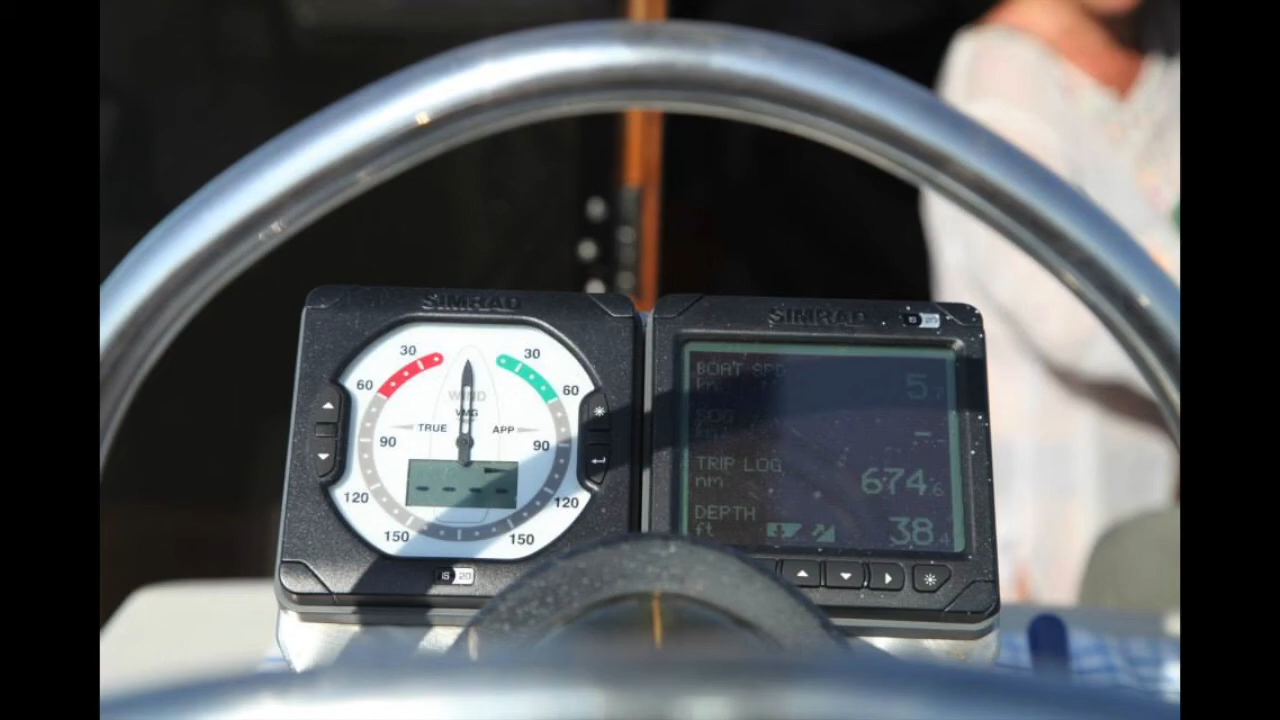 SIMRAD
30 30
60 60
WIND
VMG
TRUE APP
90 90
- - - -
120 120
150 150
IS 20
SIMRAD
IS 20
BOAT SPD
5
SOG
-
TRIP LOG
nm 674.6
DEPTH
ft 38.4